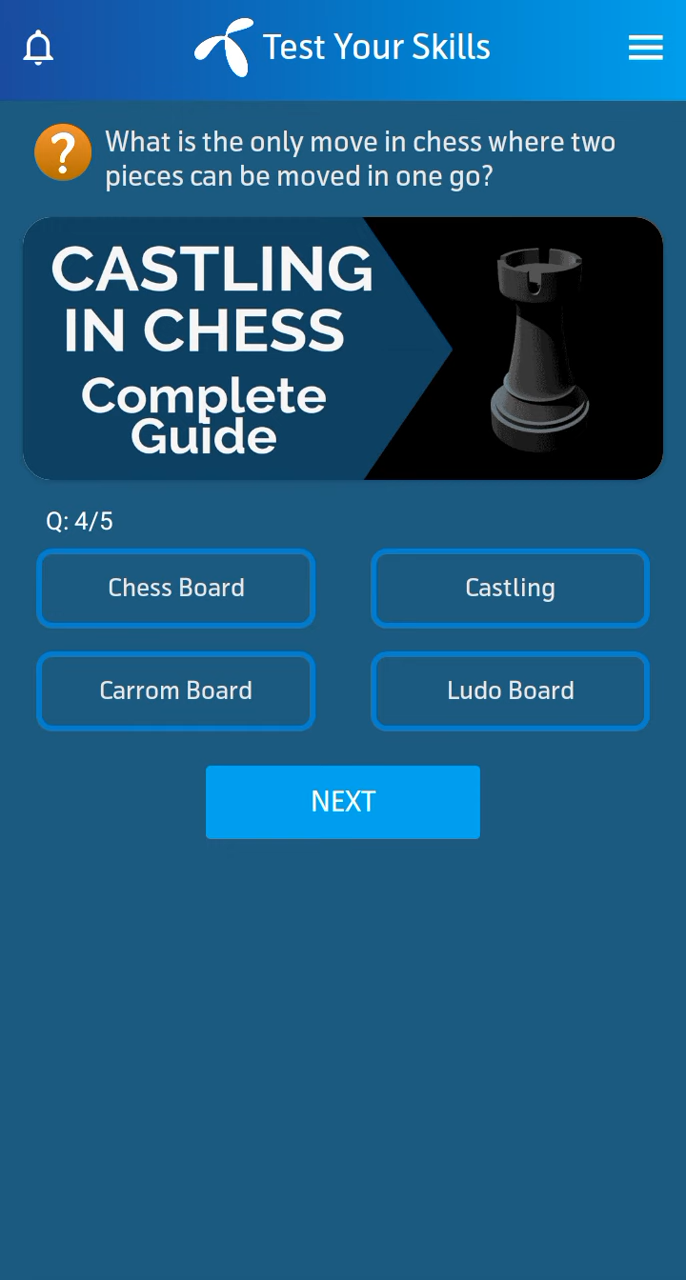 Test Your Skills
What is the only move in chess where two
pieces can be moved in one go?
CASTLING
IN CHESS
Complete
Guide
Q: 4/5
Chess Board
Castling
Carrom Board
Ludo Board
NEXT